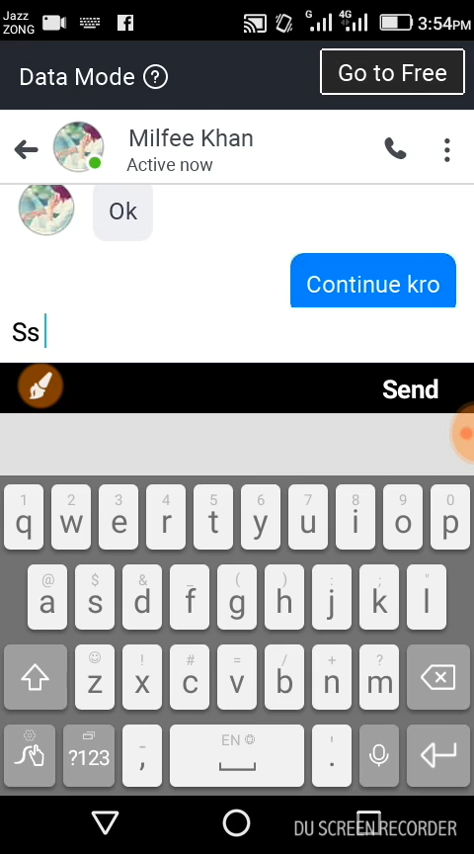 Jazz
ZONG
G 4G 3:54PM
Data Mode ? Go to Free
Milfee Khan
Active now
Ok
Continue kro
Ss
Send
1 2 3 4 5 6 7 8 9 0
q w e r t y u i o p
@ $ & _ ( ) : ; "
a s d f g h j k l
! # = / + ?
z x c v b n m
?123 - , EN ' .
DU SCREEN RECORDER